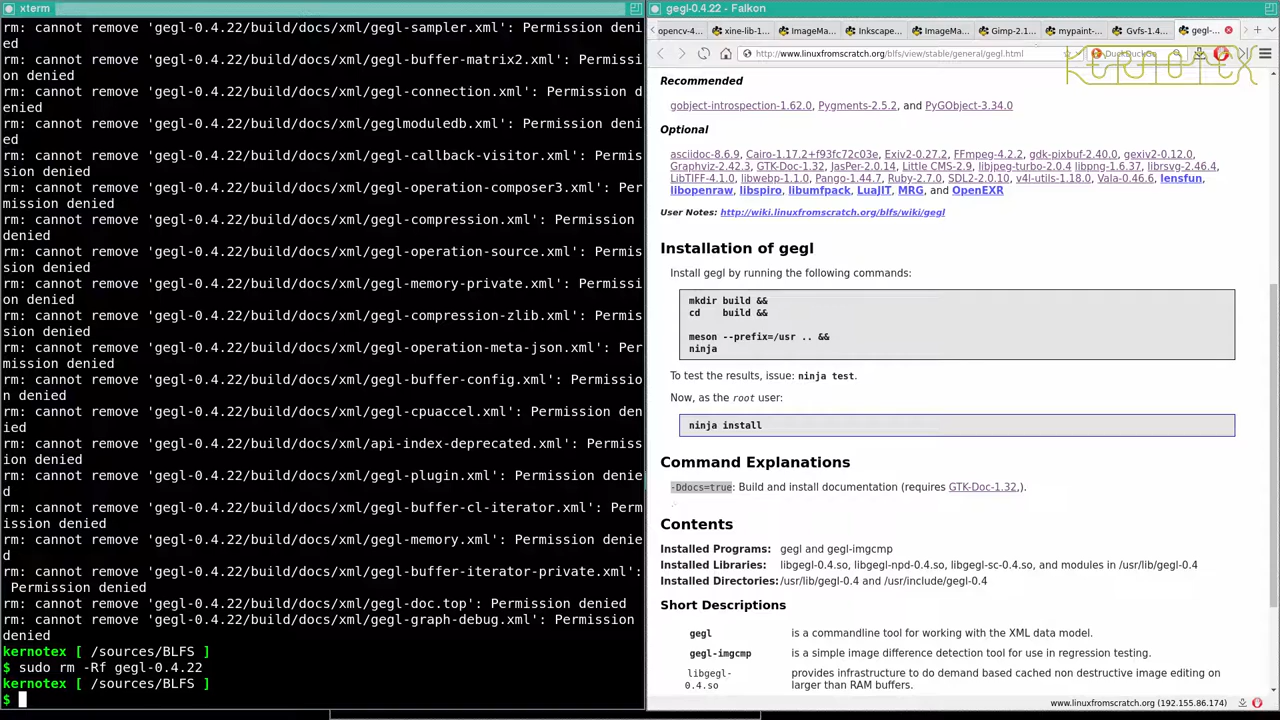 xterm
rm: cannot remove 'gegl-0.4.22/build/docs/xml/gegl-sampler.xml': Permission deni
ed
rm: cannot remove 'gegl-0.4.22/build/docs/xml/gegl-buffer-matrix2.xml': Permissi
on denied
rm: cannot remove 'gegl-0.4.22/build/docs/xml/gegl-connection.xml': Permission d
enied
rm: cannot remove 'gegl-0.4.22/build/docs/xml/geglmoduledb.xml': Permission deni
ed
rm: cannot remove 'gegl-0.4.22/build/docs/xml/gegl-callback-visitor.xml': Permis
sion denied
rm: cannot remove 'gegl-0.4.22/build/docs/xml/gegl-operation-composer3.xml': Per
mission denied
rm: cannot remove 'gegl-0.4.22/build/docs/xml/gegl-compression.xml': Permission 
denied
rm: cannot remove 'gegl-0.4.22/build/docs/xml/gegl-operation-source.xml': Permis
sion denied
rm: cannot remove 'gegl-0.4.22/build/docs/xml/gegl-memory-private.xml': Permissi
on denied
rm: cannot remove 'gegl-0.4.22/build/docs/xml/gegl-compression-zlib.xml': Permis
sion denied
rm: cannot remove 'gegl-0.4.22/build/docs/xml/gegl-operation-meta-json.xml': Per
mission denied
rm: cannot remove 'gegl-0.4.22/build/docs/xml/gegl-buffer-config.xml': Permissio
n denied
rm: cannot remove 'gegl-0.4.22/build/docs/xml/gegl-cpuaccel.xml': Permission den
ied
rm: cannot remove 'gegl-0.4.22/build/docs/xml/api-index-deprecated.xml': Permiss
ion denied
rm: cannot remove 'gegl-0.4.22/build/docs/xml/gegl-plugin.xml': Permission denie
d
rm: cannot remove 'gegl-0.4.22/build/docs/xml/gegl-buffer-cl-iterator.xml': Perm
ission denied
rm: cannot remove 'gegl-0.4.22/build/docs/xml/gegl-memory.xml': Permission denie
d
rm: cannot remove 'gegl-0.4.22/build/docs/xml/gegl-buffer-iterator-private.xml':
 Permission denied
rm: cannot remove 'gegl-0.4.22/build/docs/xml/gegl-doc.top': Permission denied
rm: cannot remove 'gegl-0.4.22/build/docs/xml/gegl-graph-debug.xml': Permission 
denied
kernotex [ /sources/BLFS ]
$ sudo rm -Rf gegl-0.4.22
kernotex [ /sources/BLFS ]
$
gegl-0.4.22 - Falkon
opencv-4... xine-lib-1... ImageMa... Inkscape... ImageMa... Gimp-2.1... mypaint-... Gvfs-1.4... gegl-...
http://www.linuxfromscratch.org/blfs/view/stable/general/gegl.html
DuckDuckGo
KERNOTEX
Recommended
gobject-introspection-1.62.0, Pygments-2.5.2, and PyGObject-3.34.0
Optional
asciidoc-8.6.9, Cairo-1.17.2+f93fc72c03e, Exiv2-0.27.2, FFmpeg-4.2.2, gdk-pixbuf-2.40.0, gexiv2-0.12.0,
Graphviz-2.42.3, GTK-Doc-1.32, JasPer-2.0.14, Little CMS-2.9, libjpeg-turbo-2.0.4 libpng-1.6.37, librsvg-2.46.4,
LibTIFF-4.1.0, libwebp-1.1.0, Pango-1.44.7, Ruby-2.7.0, SDL2-2.0.10, v4l-utils-1.18.0, Vala-0.46.6, lensfun,
libopenraw, libspiro, libumfpack, LuaJIT, MRG, and OpenEXR
User Notes: http://wiki.linuxfromscratch.org/blfs/wiki/gegl
Installation of gegl
Install gegl by running the following commands:
mkdir build &&
cd    build &&
meson --prefix=/usr .. &&
ninja
To test the results, issue: ninja test.
Now, as the root user:
ninja install
Command Explanations
-Ddocs=true: Build and install documentation (requires GTK-Doc-1.32,).
Contents
Installed Programs: gegl and gegl-imgcmp
Installed Libraries: libgegl-0.4.so, libgegl-npd-0.4.so, libgegl-sc-0.4.so, and modules in /usr/lib/gegl-0.4
Installed Directories: /usr/lib/gegl-0.4 and /usr/include/gegl-0.4
Short Descriptions
gegl is a commandline tool for working with the XML data model.
gegl-imgcmp is a simple image difference detection tool for use in regression testing.
libgegl-0.4.so provides infrastructure to do demand based cached non destructive image editing on
larger than RAM buffers.
www.linuxfromscratch.org (192.155.86.174)